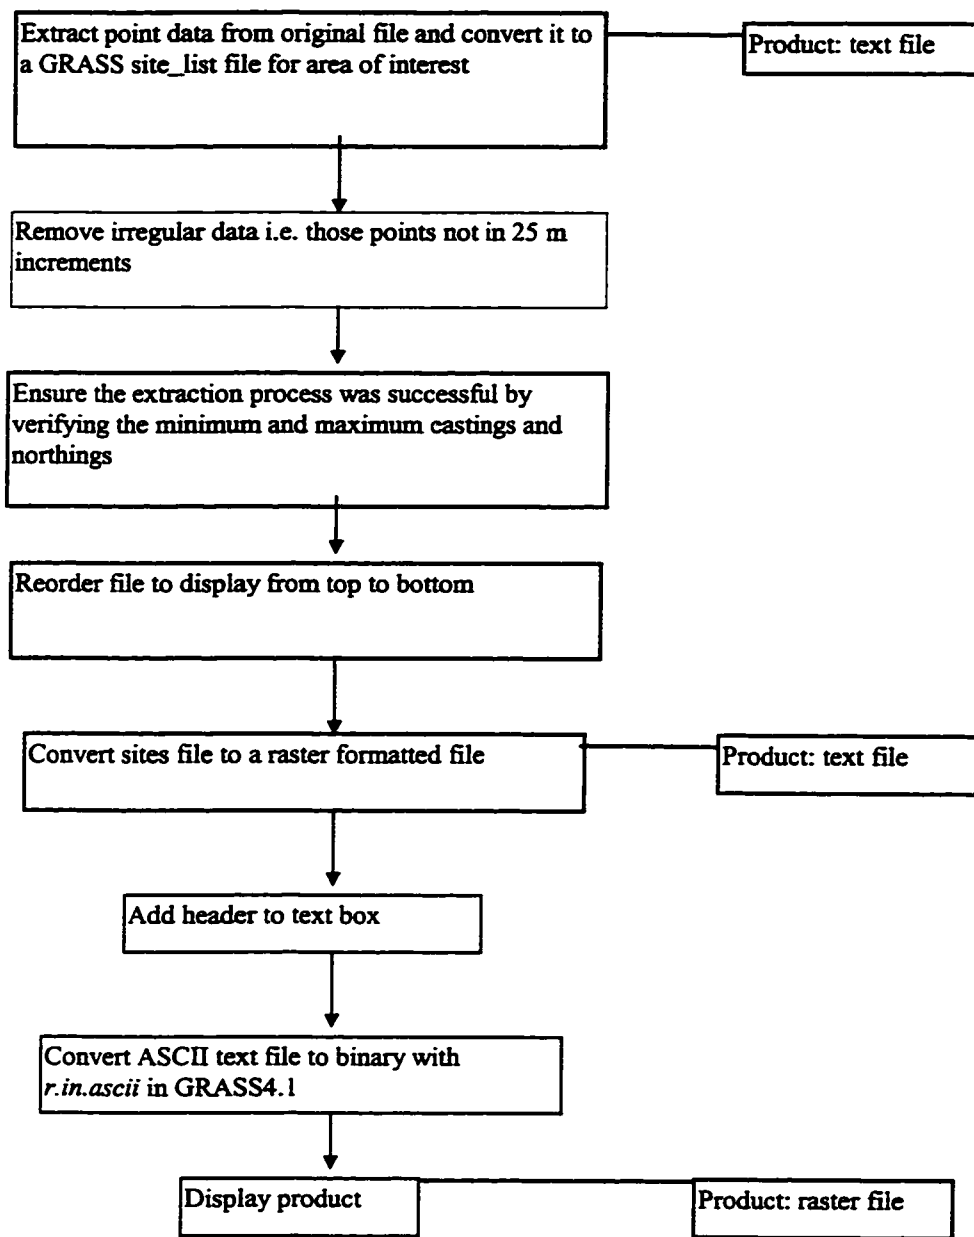 Extract point data from original file and convert it to
a GRASS site_list file for area of interest
Product: text file
Remove irregular data i.e. those points not in 25 m
increments
Ensure the extraction process was successful by
verifying the minimum and maximum castings and
northings
Reorder file to display from top to bottom
Convert sites file to a raster formatted file
Product: text file
Add header to text box
Convert ASCII text file to binary with
r.in.ascii in GRASS4.1
Display product
Product: raster file